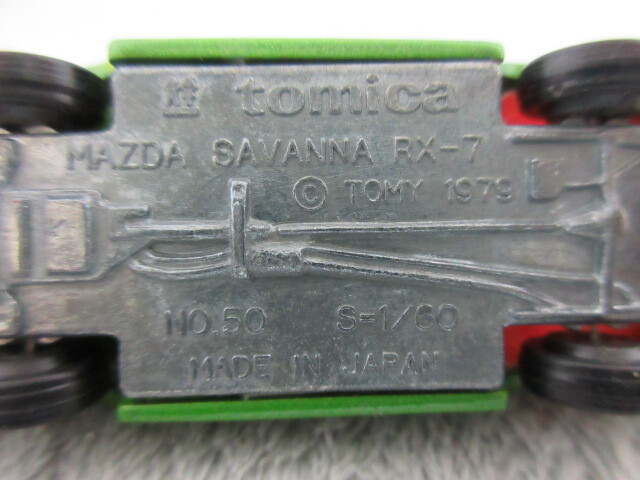 tomica
MAZDA SAVANNA RX-7
© TOMY 1979
NO.50 S=1/60
MADE IN JAPAN